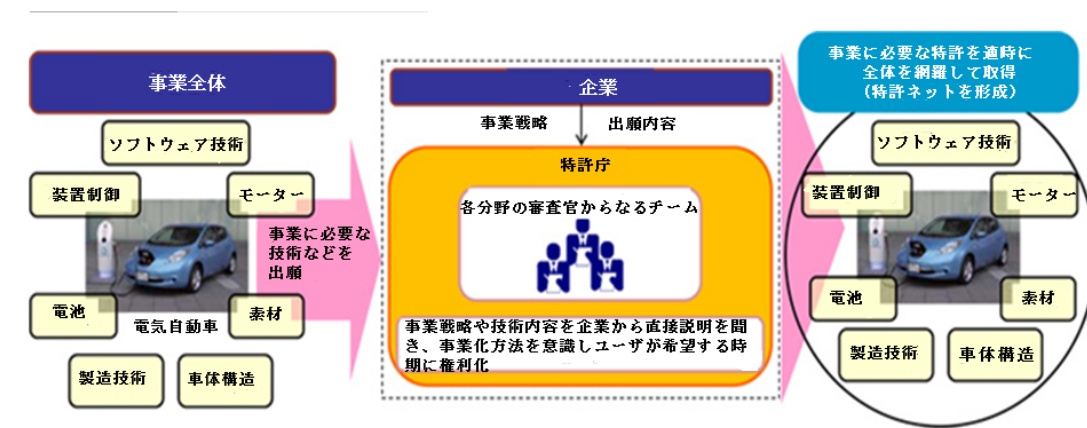 事業全体
ソフトウェア技術
装置制御
モーター
事業に必要な
技術などを
出願
電池
電気自動車
素材
製造技術
車体構造
企業
事業戦略
出願内容
特許庁
各分野の審査官からなるチーム
事業戦略や技術内容を企業から直接説明を聞
き、事業化方法を意識しユーザが希望する時
期に権利化
事業に必要な特許を適時に
全体を網羅して取得
(特許ネットを形成)
ソフトウェア技術
装置制御
モーター
電池
素材
製造技術
車体構造